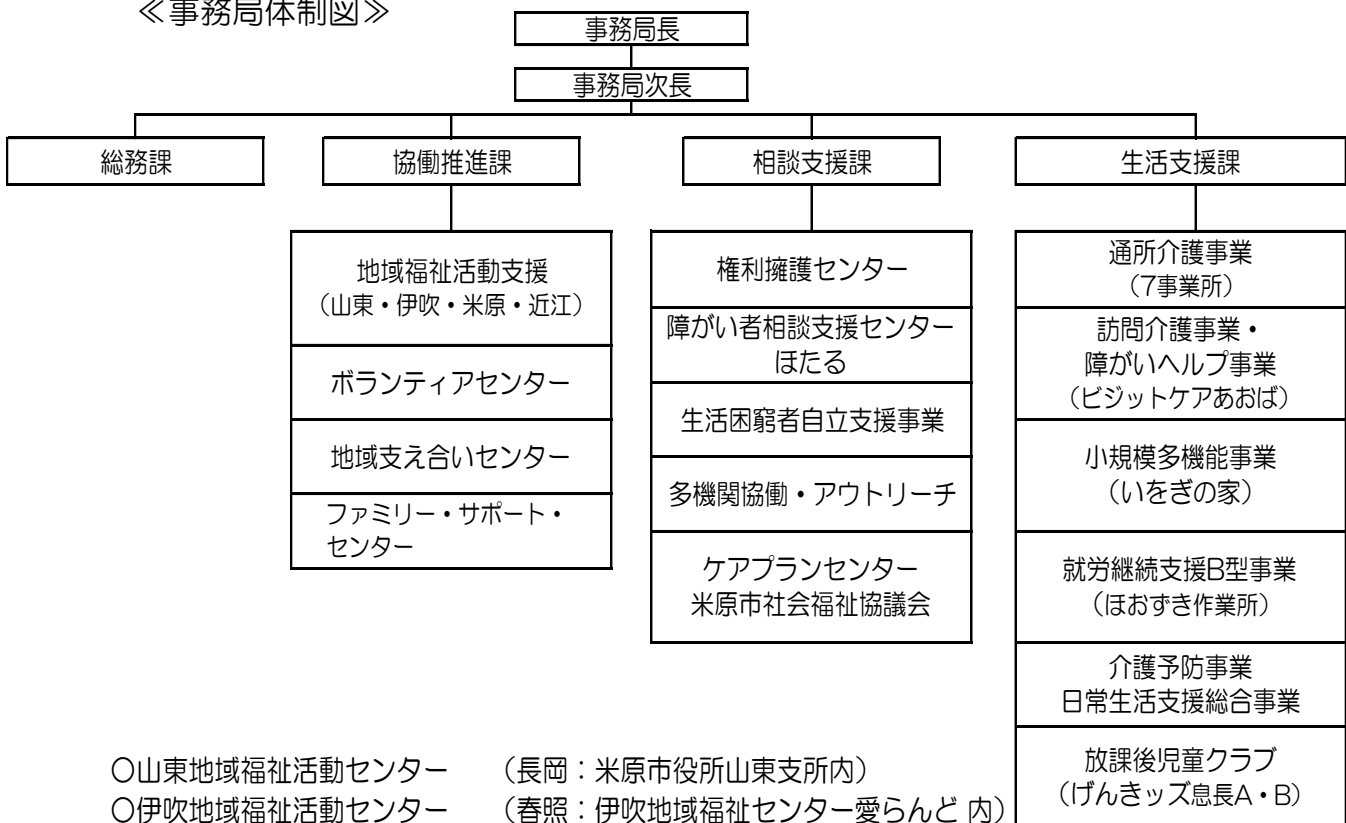 ≪事務局体制図≫
事務局長
事務局次長
総務課
協働推進課
相談支援課
生活支援課
地域福祉活動支援
（山東・伊吹・米原・近江）
ボランティアセンター
地域支え合いセンター
ファミリー・サポート・
センター
権利擁護センター
障がい者相談支援センター
ほたる
生活困窮者自立支援事業
多機関協働・アウトリーチ
ケアプランセンター
米原市社会福祉協議会
通所介護事業
（7事業所）
訪問介護事業・
障がいヘルプ事業
（ビジットケアあおば）
小規模多機能事業
（いをぎの家）
就労継続支援B型事業
（ほおずき作業所）
介護予防事業
日常生活支援総合事業
放課後児童クラブ
（げんきッズ息長A・B）
〇山東地域福祉活動センター　（長岡：米原市役所山東支所内）
〇伊吹地域福祉活動センター　（春照：伊吹地域福祉センター愛らんど 内）